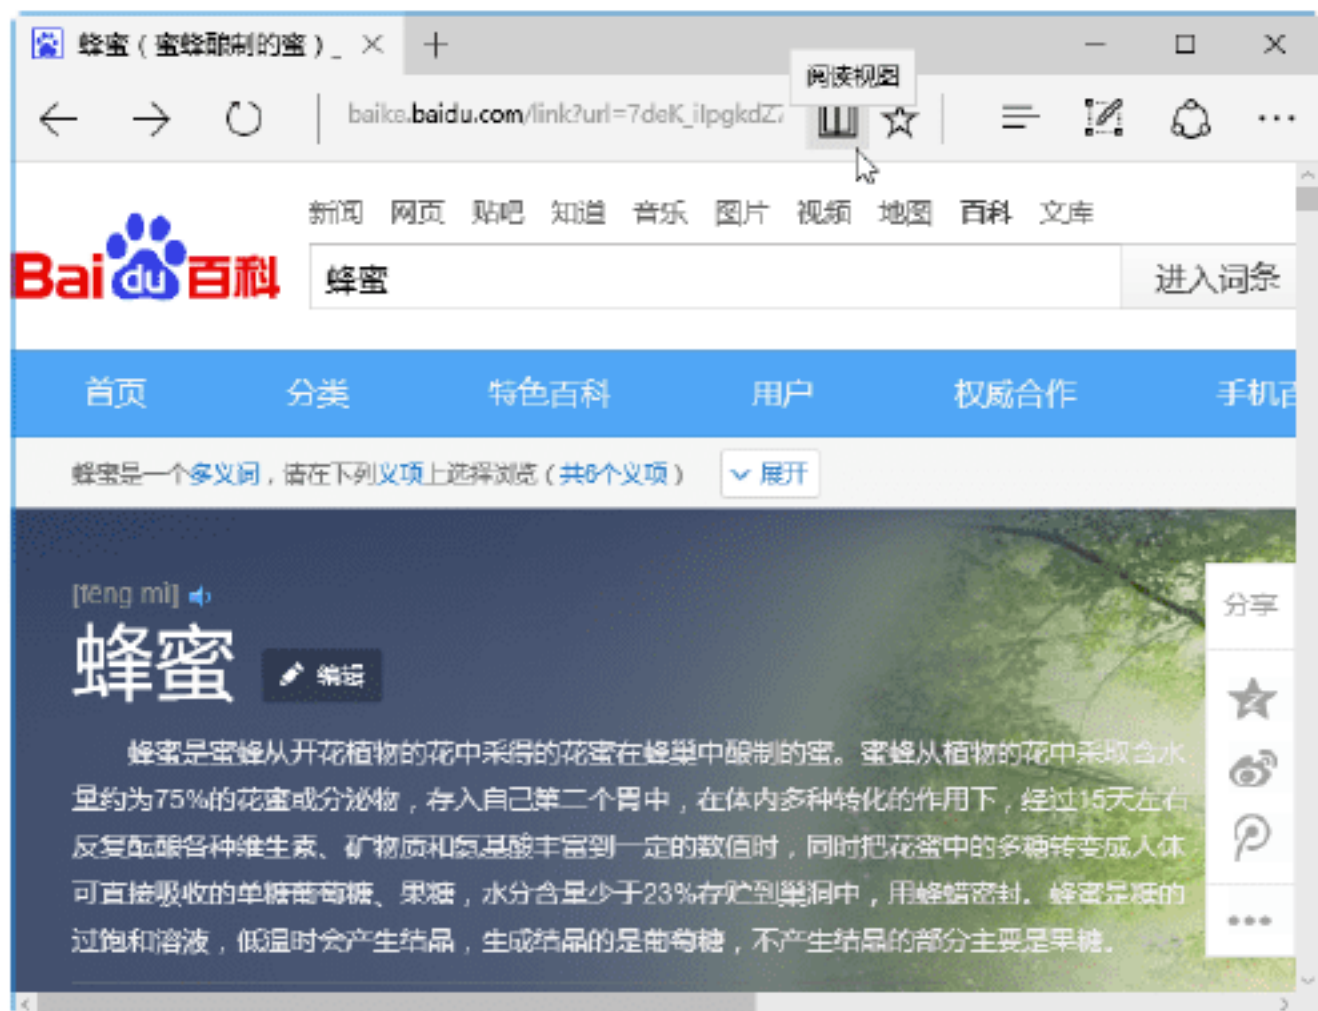 蜂蜜（蜜蜂酿制的蜜）_
阅读视图
baike.baidu.com/link?url=7deK_ilpgkdZ7
新闻 网页 贴吧 知道 音乐 图片 视频 地图 百科 文库
Bai du 百科
蜂蜜
进入词条
首页 分类 特色百科 用户 权威合作 手机百
蜂蜜是一个多义词，请在下列义项上选择浏览（共6个义项） 展开
[fēng mì]
分享
蜂蜜 编辑
蜂蜜是蜜蜂从开花植物的花中采得的花蜜在蜂巢中酿制的蜜。蜜蜂从植物的花中采取含水
量约为75%的花蜜或分泌物，存入自己第二个胃中，在体内多种转化的作用下，经过15天左右
反复酝酿各种维生素、矿物质和氨基酸丰富到一定的数值时，同时把花蜜中的多糖转变成人体
可直接吸收的单糖葡萄糖、果糖，水分含量少于23%存贮到巢洞中，用蜂蜡密封。蜂蜜是糖的
过饱和溶液，低温时会产生结晶，生成结晶的是葡萄糖，不产生结晶的部分主要是果糖。